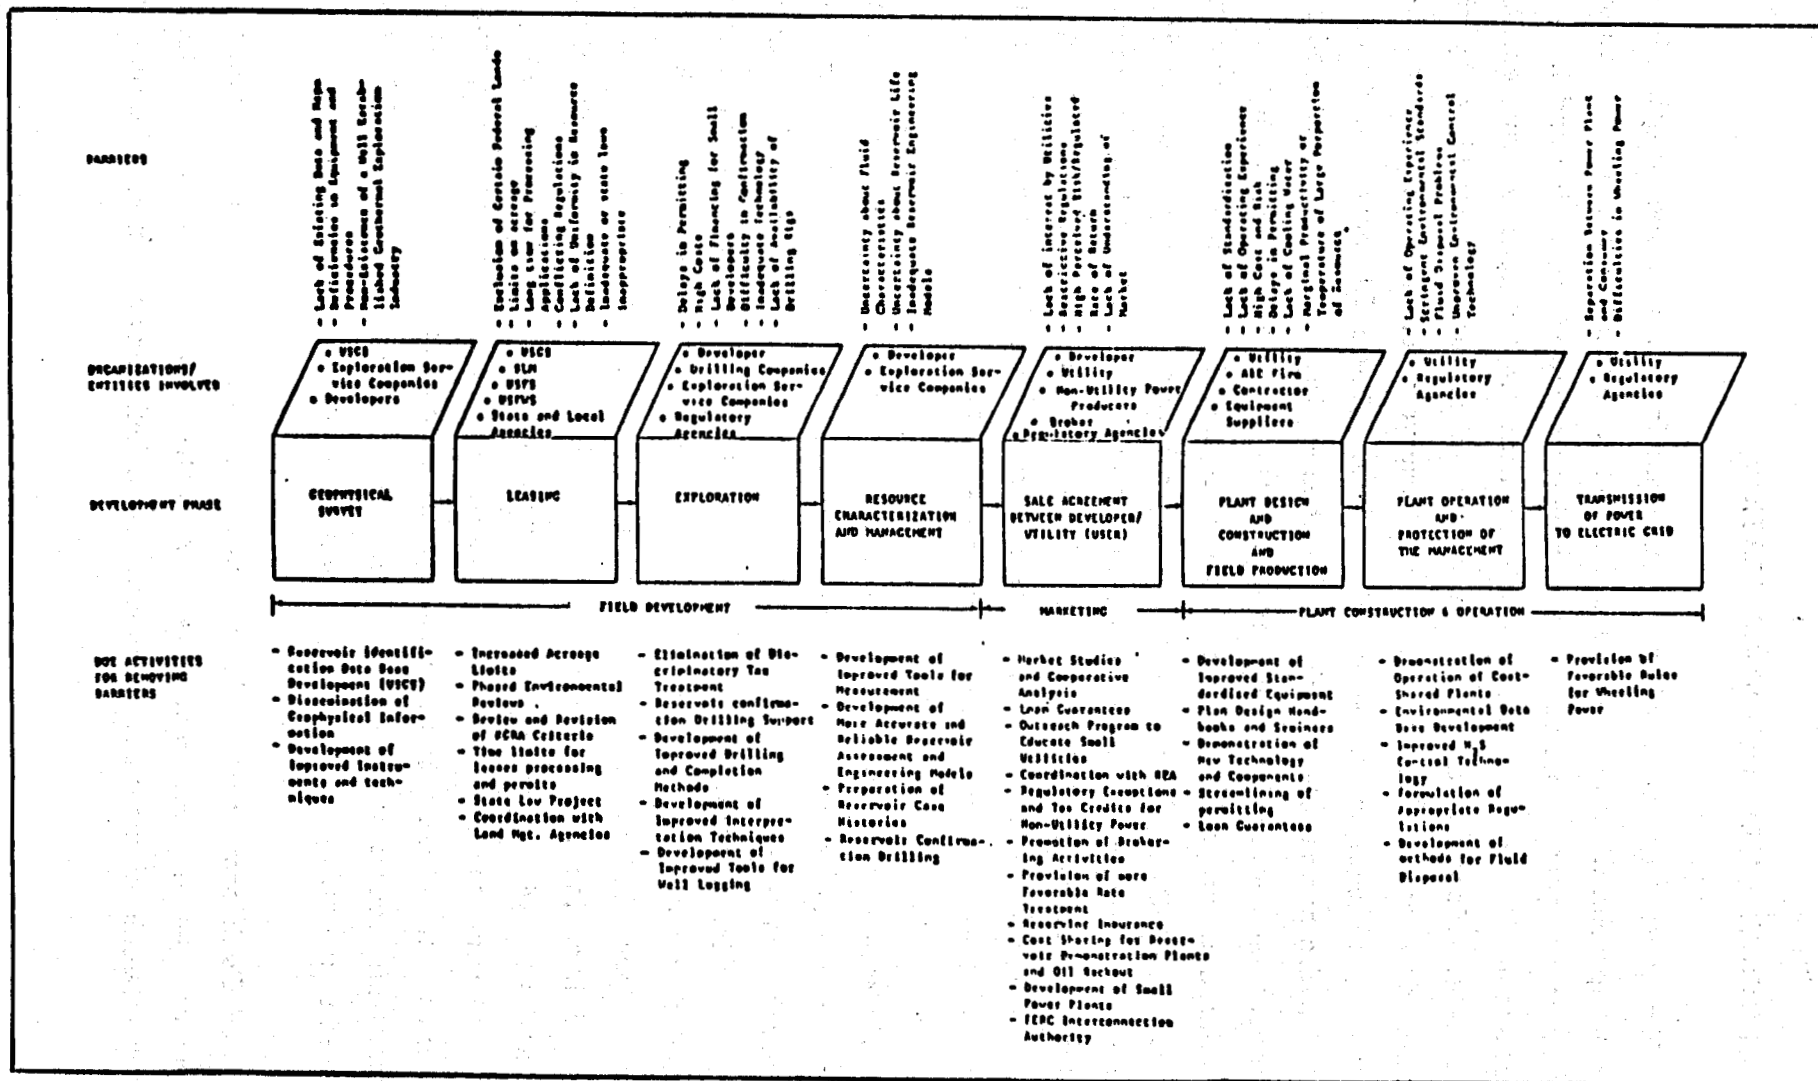 BARRIERS
- Lack of Existing Data and Maps
- Deficiencies in Equipment and
Procedures
- Non-Existence of a Well Estab-
lished Geothermal Exploration
Industry
- Exclusion of Certain Federal Lands
- Limits on acreage
- Long time for Processing
Applications
- Conflicting Regulations
- Lack of Uniformity in Resource
Definition
- Inadequate or state laws
inappropriate
- Delays in Permitting
- High Costs
- Lack of Financing for Small
Developers
- Difficulty in Confirmation
- Inadequate Technology
- Lack of Availability of
Drilling Rigs
- Uncertainty about Fluid
Characteristics
- Uncertainty about Reservoir Life
- Inadequate Reservoir Engineering
Models
- Lack of interest by Utilities
- Restrictive Regulations
- High Perceived Risk/Regulated
Rate of Return
- Lack of Understanding of
Market
- Lack of Standardization
- Lack of Operating Experience
- High Cost and Risk
- Delays in Permitting
- Lack of Cooling Water
- Marginal Productivity or
Temperature of Large Proportion
of Resources
- Lack of Operating Experience
- Stringent Environmental Standards
- Fluid Disposal Problems
- Unproven Environmental Control
Technology
- Separation Between Power Plant
and Consumer
- Difficulties in Wheeling Power
ORGANIZATIONS/
ENTITIES INVOLVED
• USGS
• Exploration Ser-
vice Companies
• Developers
• USGS
• BLM
• USFS
• USFWS
• State and Local
Agencies
• Developer
• Drilling Companies
• Exploration Ser-
vice Companies
• Regulatory
Agencies
• Developer
• Exploration Ser-
vice Companies
• Developer
• Utility
• Non-Utility Power
Producers
• Broker
• Regulatory Agencies
• Utility
• A&E Firm
• Contractor
• Equipment
Suppliers
• Utility
• Regulatory
Agencies
• Utility
• Regulatory
Agencies
DEVELOPMENT PHASE
GEOPHYSICAL
SURVEY
LEASING
EXPLORATION
RESOURCE
CHARACTERIZATION
AND MANAGEMENT
SALE AGREEMENT
BETWEEN DEVELOPER/
UTILITY (USER)
PLANT DESIGN
AND
CONSTRUCTION
AND
FIELD PRODUCTION
PLANT OPERATION
AND
PROTECTION OF
THE MANAGEMENT
TRANSMISSION
OF POWER
TO ELECTRIC GRID
FIELD DEVELOPMENT
MARKETING
PLANT CONSTRUCTION & OPERATION
DOE ACTIVITIES
FOR REMOVING
BARRIERS
- Reservoir Identifi-
cation Data Base
Development (USGS)
- Dissemination of
Geophysical Infor-
mation
- Development of
Improved Instru-
ments and tech-
niques
- Increased Acreage
Limits
- Phased Environmental
Reviews
- Review and Revision
of KGRA Criteria
- Time limits for
leases processing
and permits
- State Law Project
- Coordination with
Land Mgt. Agencies
- Elimination of Dis-
criminatory Tax
Treatment
- Reservoir confirma-
tion Drilling Support
- Development of
Improved Drilling
and Completion
Methods
- Development of
Improved Interpre-
tation Techniques
- Development of
Improved Tools for
Well Logging
- Development of
Improved Tools for
Measurement
- Development of
More Accurate and
Reliable Reservoir
Assessment and
Engineering Models
- Preparation of
Reservoir Case
Histories
- Reservoir Confirma-
tion Drilling
- Market Studies
and Comparative
Analysis
- Loan Guarantees
- Outreach Program to
Educate Small
Utilities
- Coordination with REA
- Regulatory Exemptions
and Tax Credits for
Non-Utility Power
- Promotion of Broker-
ing Activities
- Provision of more
Favorable Rate
Treatment
- Reservoir Insurance
- Cost Sharing for Reser-
voir Demonstration Plants
and Oil Backout
- Development of Small
Power Plants
- FERC Interconnection
Authority
- Development of
Improved Stan-
dardized Equipment
- Plan Design Hand-
books and Seminars
- Demonstration of
New Technology
and Components
- Streamlining of
permitting
- Loan Guarantees
- Demonstration of
Operation of Cost-
Shared Plants
- Environmental Data
Base Development
- Improved H2S
Control Techno-
logy
- Formulation of
Appropriate Regu-
lations
- Development of
methods for Fluid
Disposal
- Provision of
Favorable Rules
for Wheeling
Power